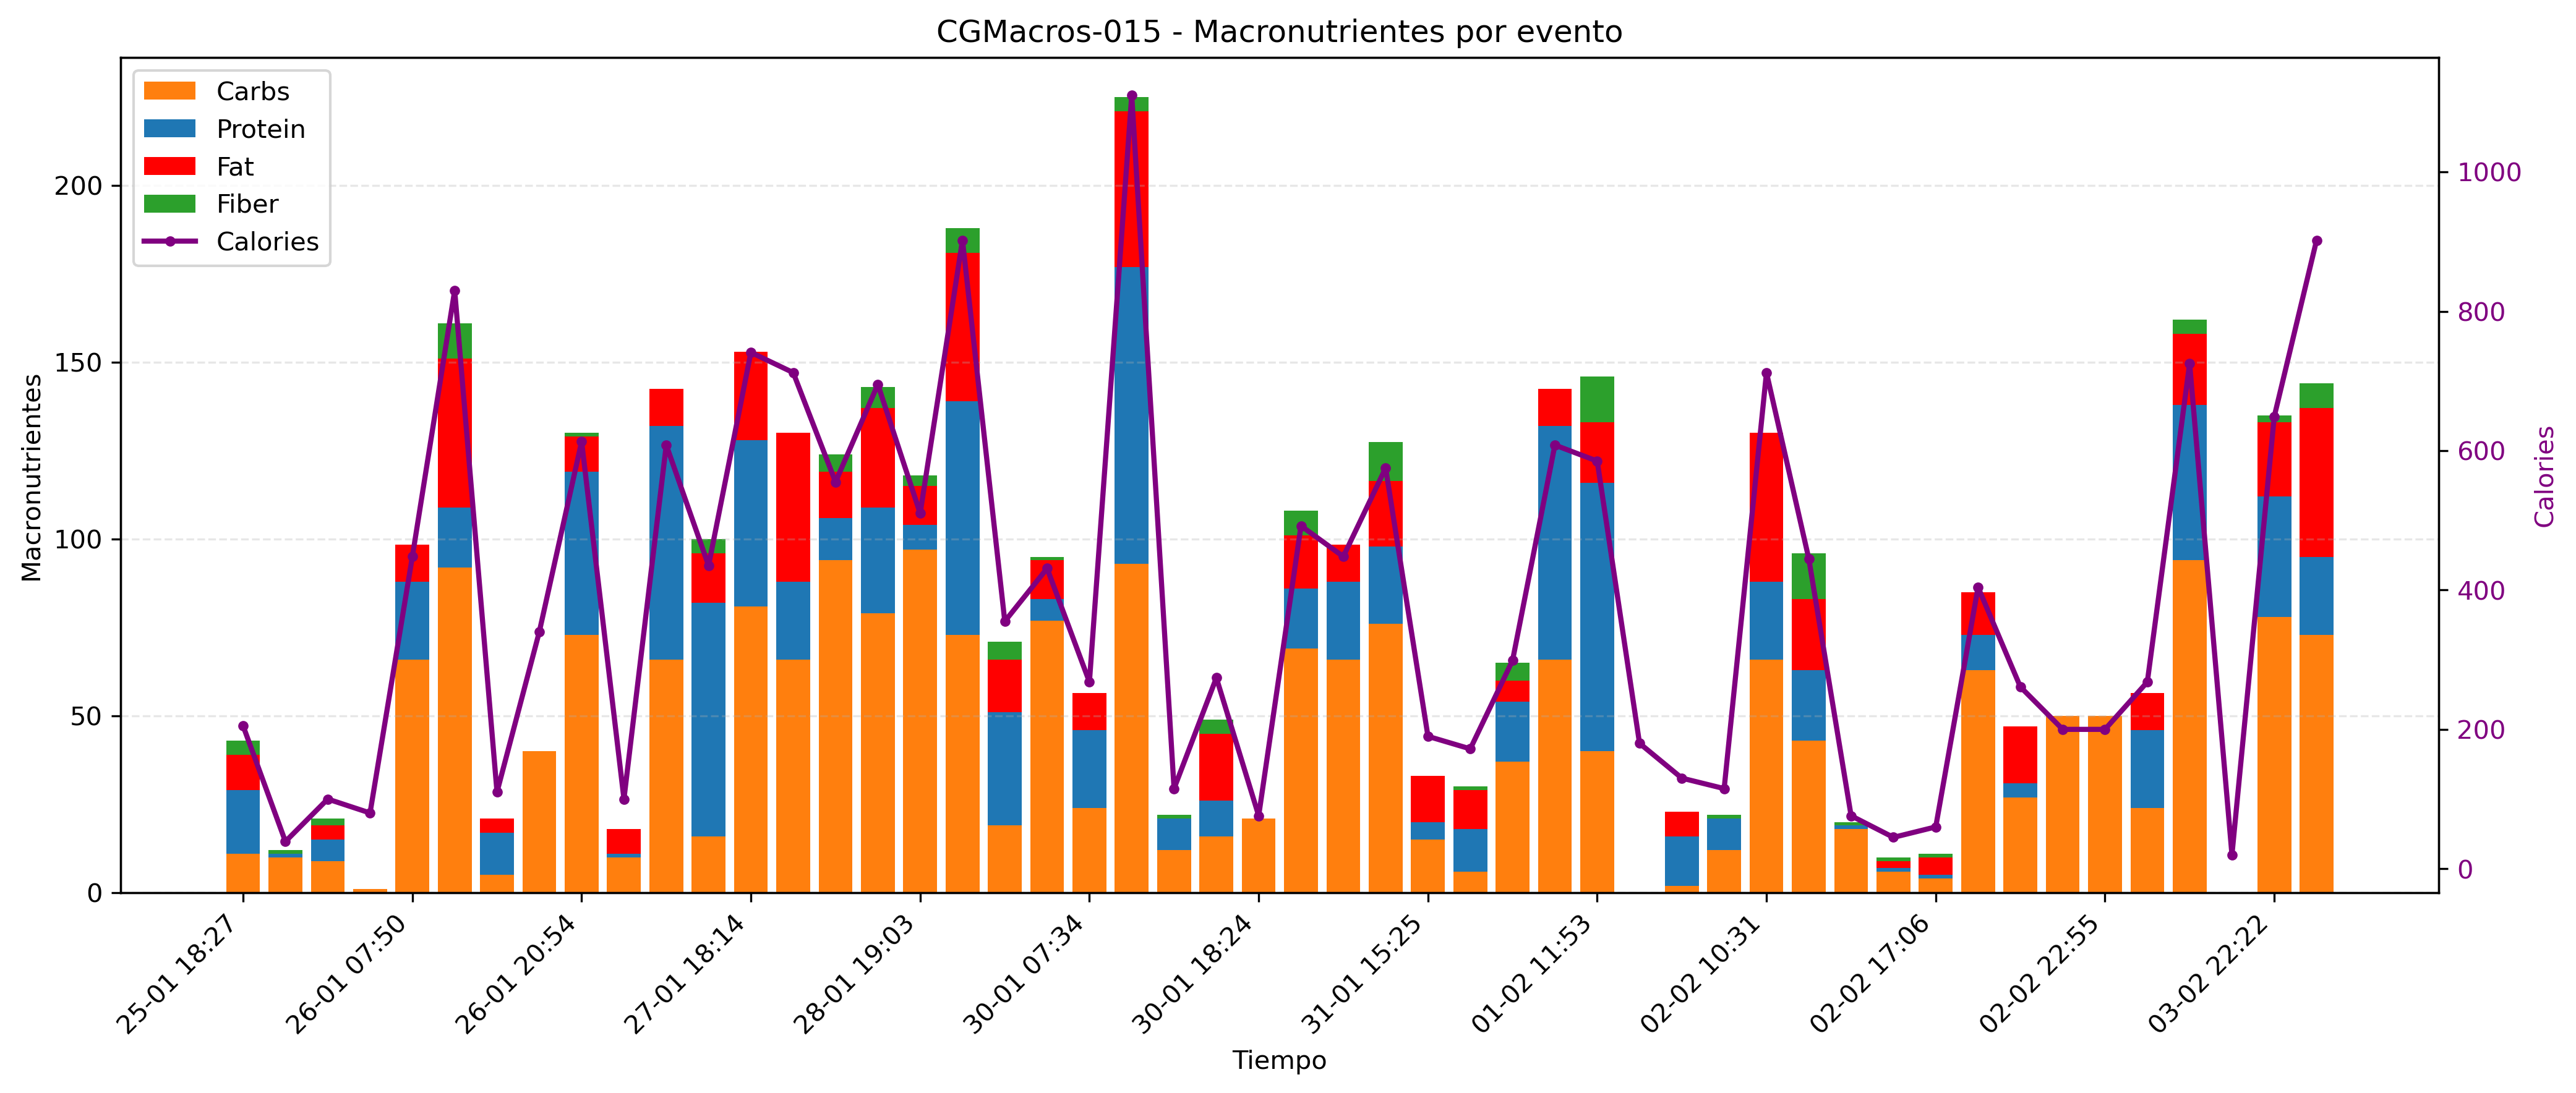 CGMacros-015 - Macronutrientes por evento
Carbs
Protein
Fat
Fiber
Calories
Macronutrientes
200
150
100
50
0
1000
800
600
400
200
0
Calories
25-01 18:27
26-01 07:50
26-01 20:54
27-01 18:14
28-01 19:03
30-01 07:34
30-01 18:24
31-01 15:25
01-02 11:53
02-02 10:31
02-02 17:06
02-02 22:55
03-02 22:22
Tiempo